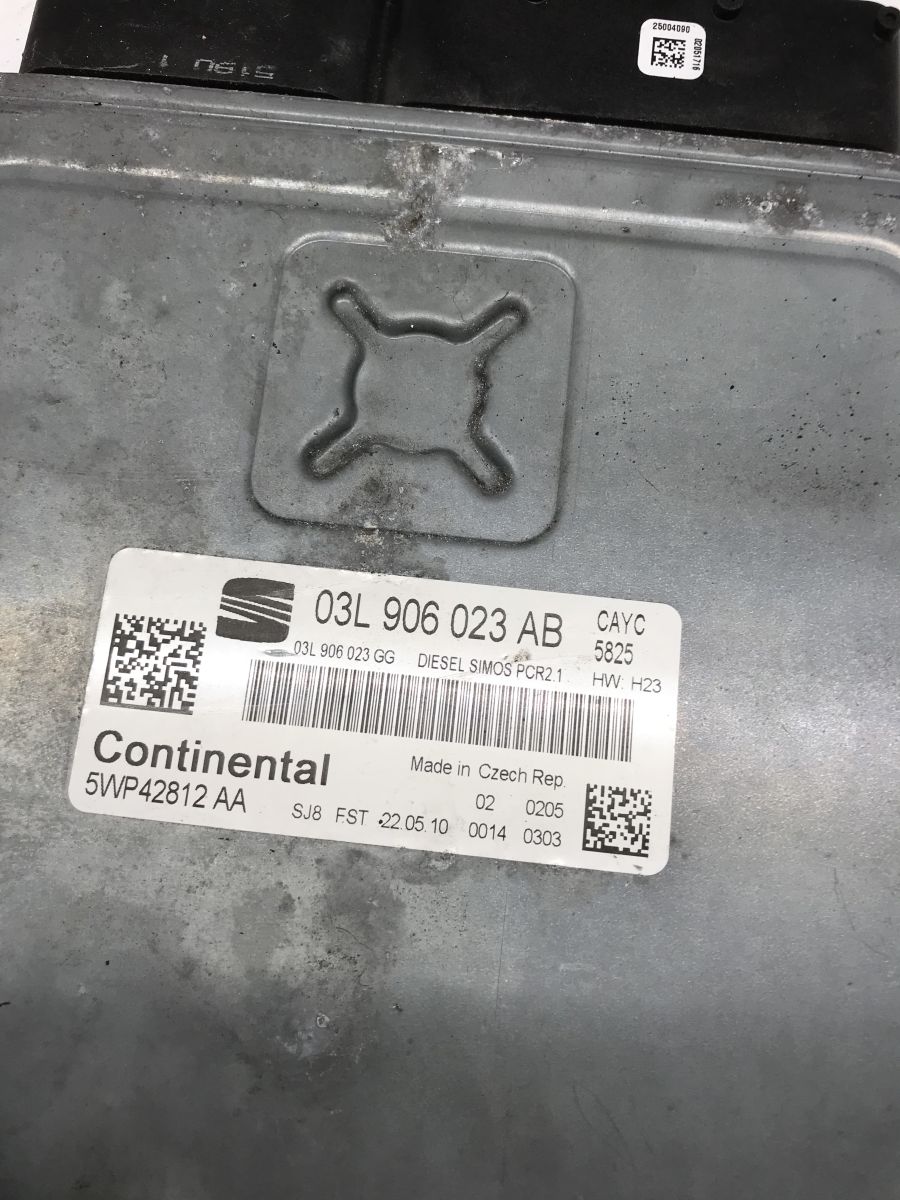 25004090
02051716
03L 906 023 AB
CAYC
5825
03L 906 023 GG DIESEL SIMOS PCR2.1 HW: H23
Continental
Made in Czech Rep.
5WP42812 AA
02 0205
SJ8 FST 22.05.10 0014 0303